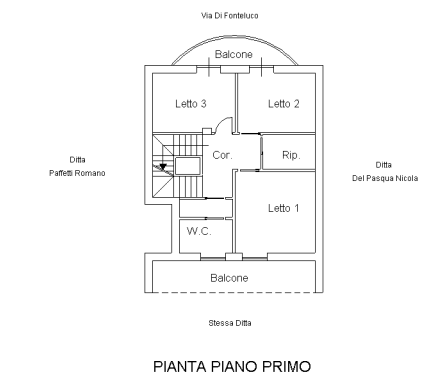 Via Di Fonteluco
Balcone
Letto 3
Letto 2
Cor.
Rip.
Ditta
Paffetti Romano
Ditta
Del Pasqua Nicola
Letto 1
W.C.
Balcone
Stessa Ditta
PIANTA PIANO PRIMO